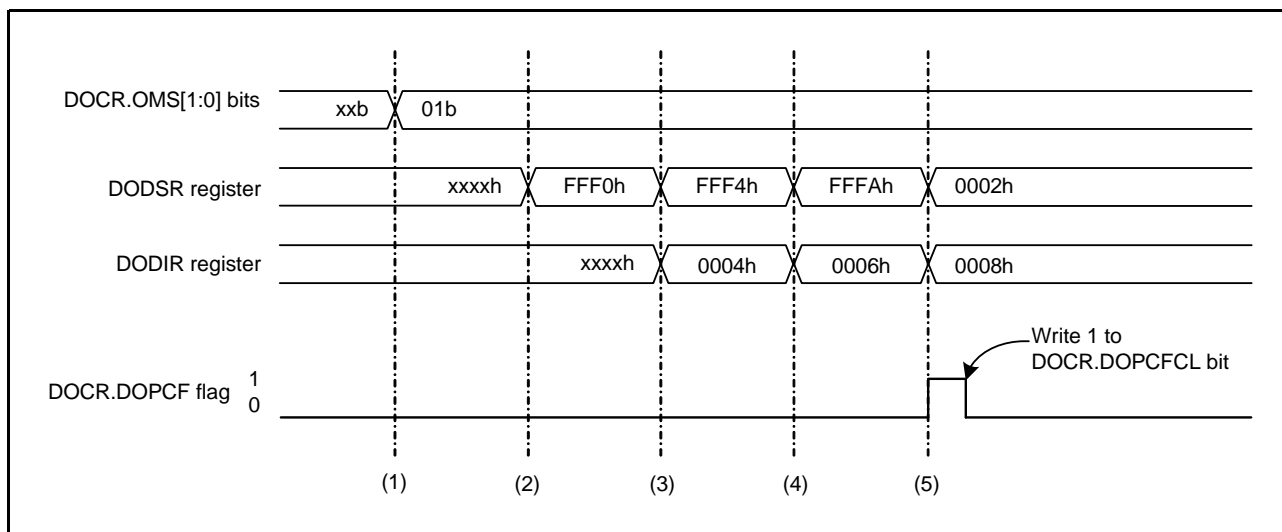 DOCR.OMS[1:0] bits
xxb
01b
DODSR register
xxxxh
FFF0h
FFF4h
FFFAh
0002h
DODIR register
xxxxh
0004h
0006h
0008h
Write 1 to
DOCR.DOPCFCL bit
DOCR.DOPCF flag
1
0
(1)
(2)
(3)
(4)
(5)